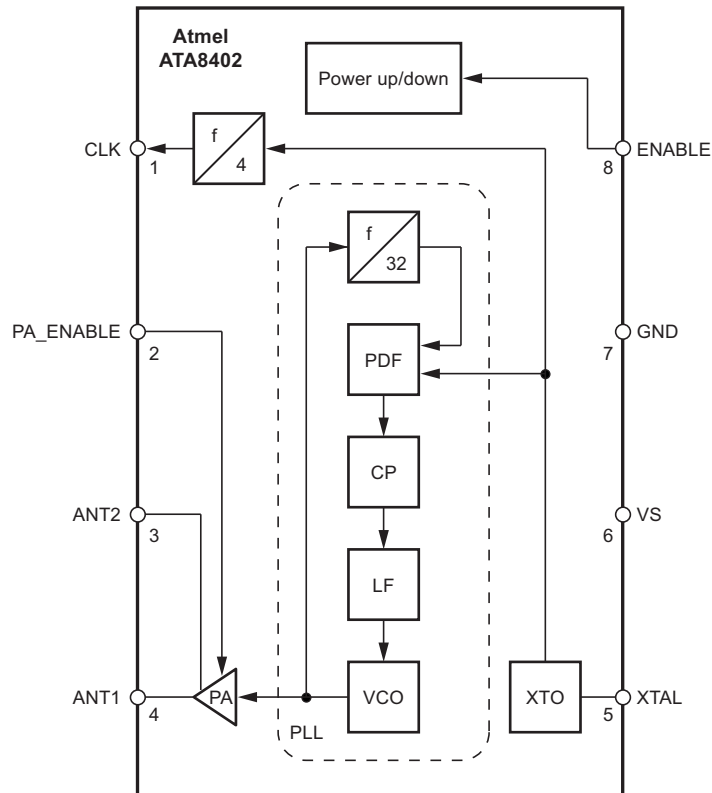 Atmel
ATA8402
Power up/down
CLK
1
f
4
ENABLE
8
f
32
PA_ENABLE
2
PDF
GND
7
CP
ANT2
3
VS
6
LF
ANT1
4
PA
VCO
XTO
XTAL
5
PLL